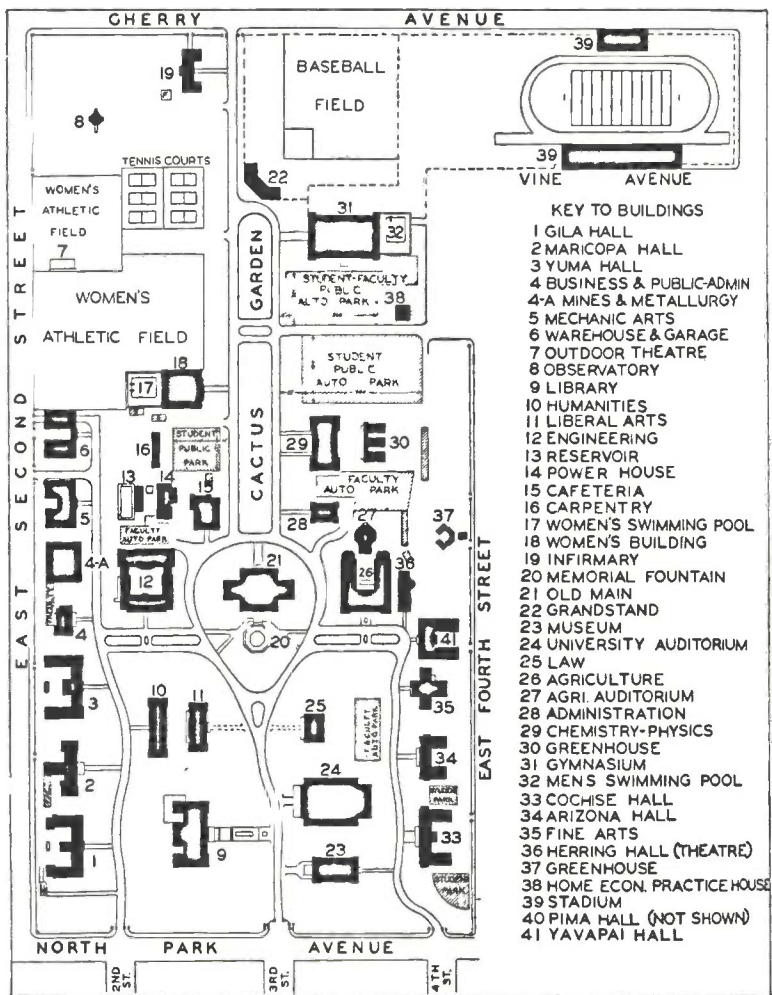 CHERRY AVENUE
39
19
BASEBALL
FIELD
8
TENNIS COURTS
39
VINE AVENUE
22
WOMEN'S
ATHLETIC
FIELD
7
31
32
GARDEN
STUDENT-FACULTY
PUBLIC
AUTO PARK
38
WOMEN'S
ATHLETIC FIELD
STUDENT
PUBLIC
AUTO PARK
18
17
CACTUS
EAST SECOND STREET
6
16
STUDENT
PUBLIC
PARK
29
30
13
14
15
FACULTY
AUTO PARK
5
28
27
37
FACULTY
AUTO PARK
4-A
12
21
26
36
FACULTY
4
20
41
EAST FOURTH STREET
3
10
11
25
35
FACULTY
AUTO PARK
2
24
34
1
9
23
33
STUDENT
PARK
NORTH PARK AVENUE
2ND
ST.
3RD
ST.
4TH
ST.
KEY TO BUILDINGS
1 GILA HALL
2 MARICOPA HALL
3 YUMA HALL
4 BUSINESS & PUBLIC-ADMIN
4-A MINES & METALLURGY
5 MECHANIC ARTS
6 WAREHOUSE & GARAGE
7 OUTDOOR THEATRE
8 OBSERVATORY
9 LIBRARY
10 HUMANITIES
11 LIBERAL ARTS
12 ENGINEERING
13 RESERVOIR
14 POWER HOUSE
15 CAFETERIA
16 CARPENTRY
17 WOMEN'S SWIMMING POOL
18 WOMEN'S BUILDING
19 INFIRMARY
20 MEMORIAL FOUNTAIN
21 OLD MAIN
22 GRANDSTAND
23 MUSEUM
24 UNIVERSITY AUDITORIUM
25 LAW
26 AGRICULTURE
27 AGRI. AUDITORIUM
28 ADMINISTRATION
29 CHEMISTRY-PHYSICS
30 GREENHOUSE
31 GYMNASIUM
32 MENS SWIMMING POOL
33 COCHISE HALL
34 ARIZONA HALL
35 FINE ARTS
36 HERRING HALL (THEATRE)
37 GREENHOUSE
38 HOME ECON. PRACTICE HOUSE
39 STADIUM
40 PIMA HALL (NOT SHOWN)
41 YAVAPAI HALL